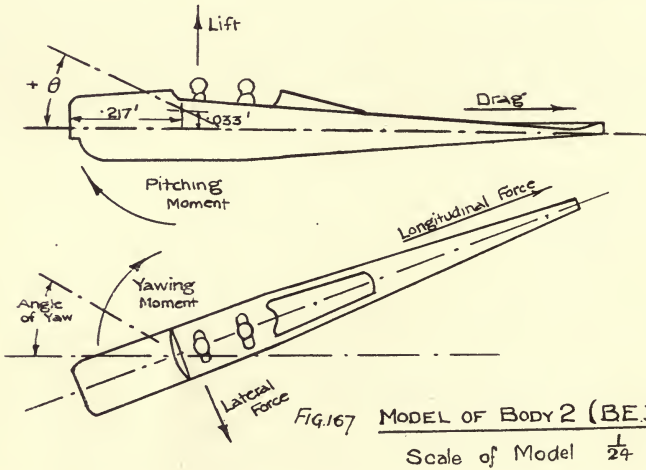 Lift
+ θ
Drag
·217'
·033'
Pitching
Moment
Longitudinal Force
Yawing
Moment
Angle
of Yaw
Lateral
Force
FIG.167 MODEL OF BODY 2 (BE.
Scale of Model 1/24